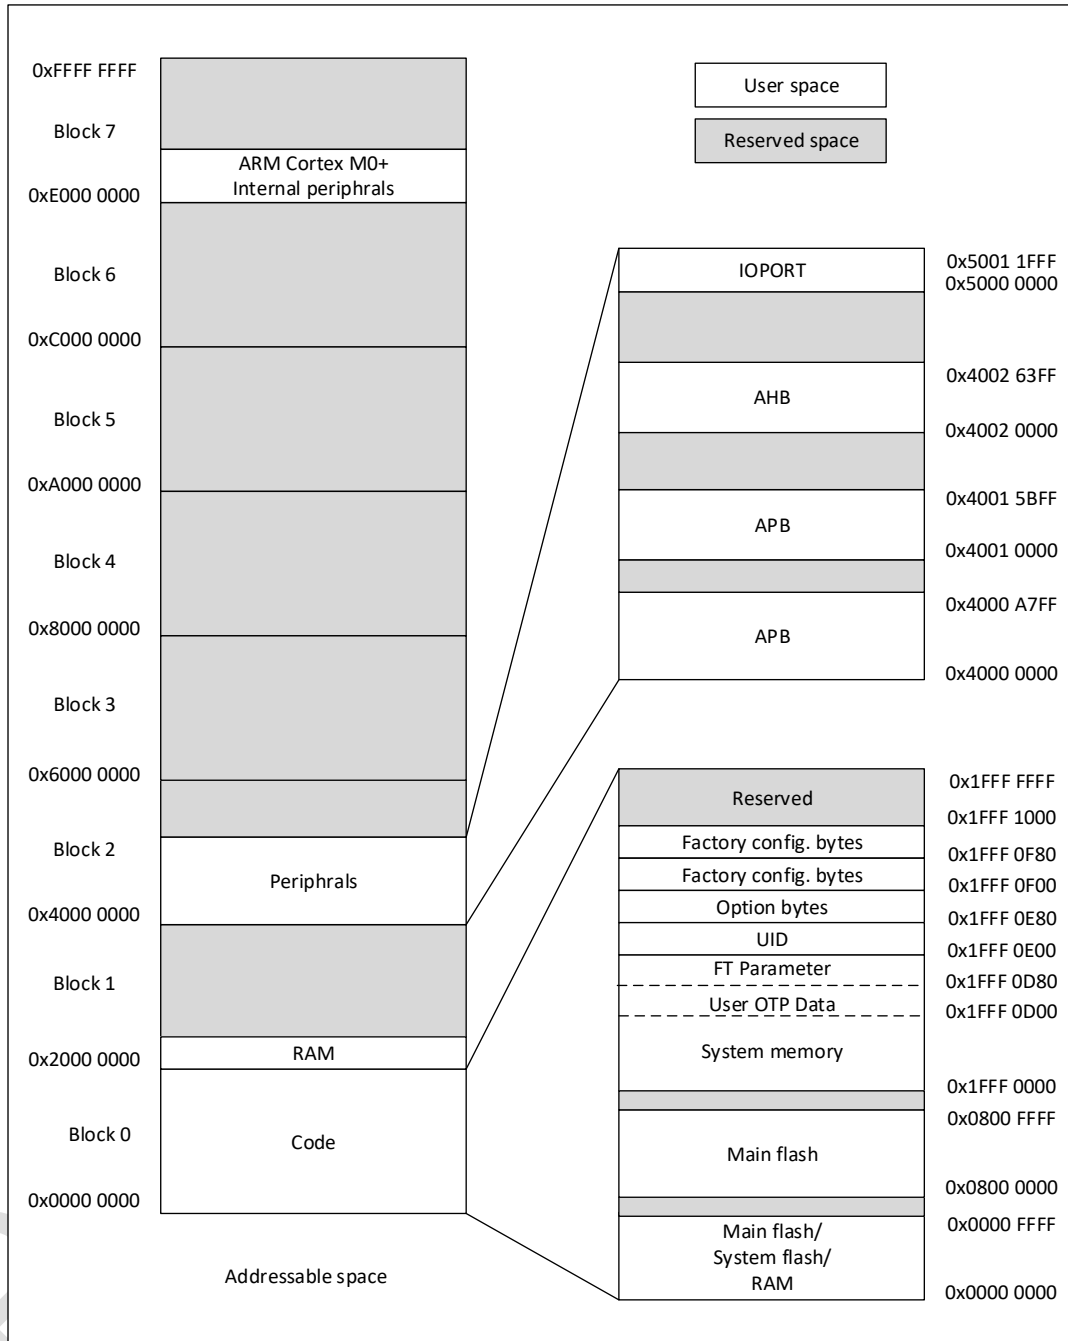 0xFFFF FFFF
Block 7
ARM Cortex M0+
Internal periphrals
0xE000 0000
Block 6
0xC000 0000
Block 5
0xA000 0000
Block 4
0x8000 0000
Block 3
0x6000 0000
Block 2
Periphrals
0x4000 0000
Block 1
0x2000 0000
RAM
Block 0
Code
0x0000 0000
Addressable space
User space
Reserved space
IOPORT
0x5001 1FFF
0x5000 0000
0x4002 63FF
AHB
0x4002 0000
0x4001 5BFF
APB
0x4001 0000
0x4000 A7FF
APB
0x4000 0000
0x1FFF FFFF
Reserved
0x1FFF 1000
Factory config. bytes
0x1FFF 0F80
Factory config. bytes
0x1FFF 0F00
Option bytes
0x1FFF 0E80
UID
0x1FFF 0E00
FT Parameter
0x1FFF 0D80
User OTP Data
0x1FFF 0D00
System memory
0x1FFF 0000
0x0800 FFFF
Main flash
0x0800 0000
0x0000 FFFF
Main flash/
System flash/
RAM
0x0000 0000